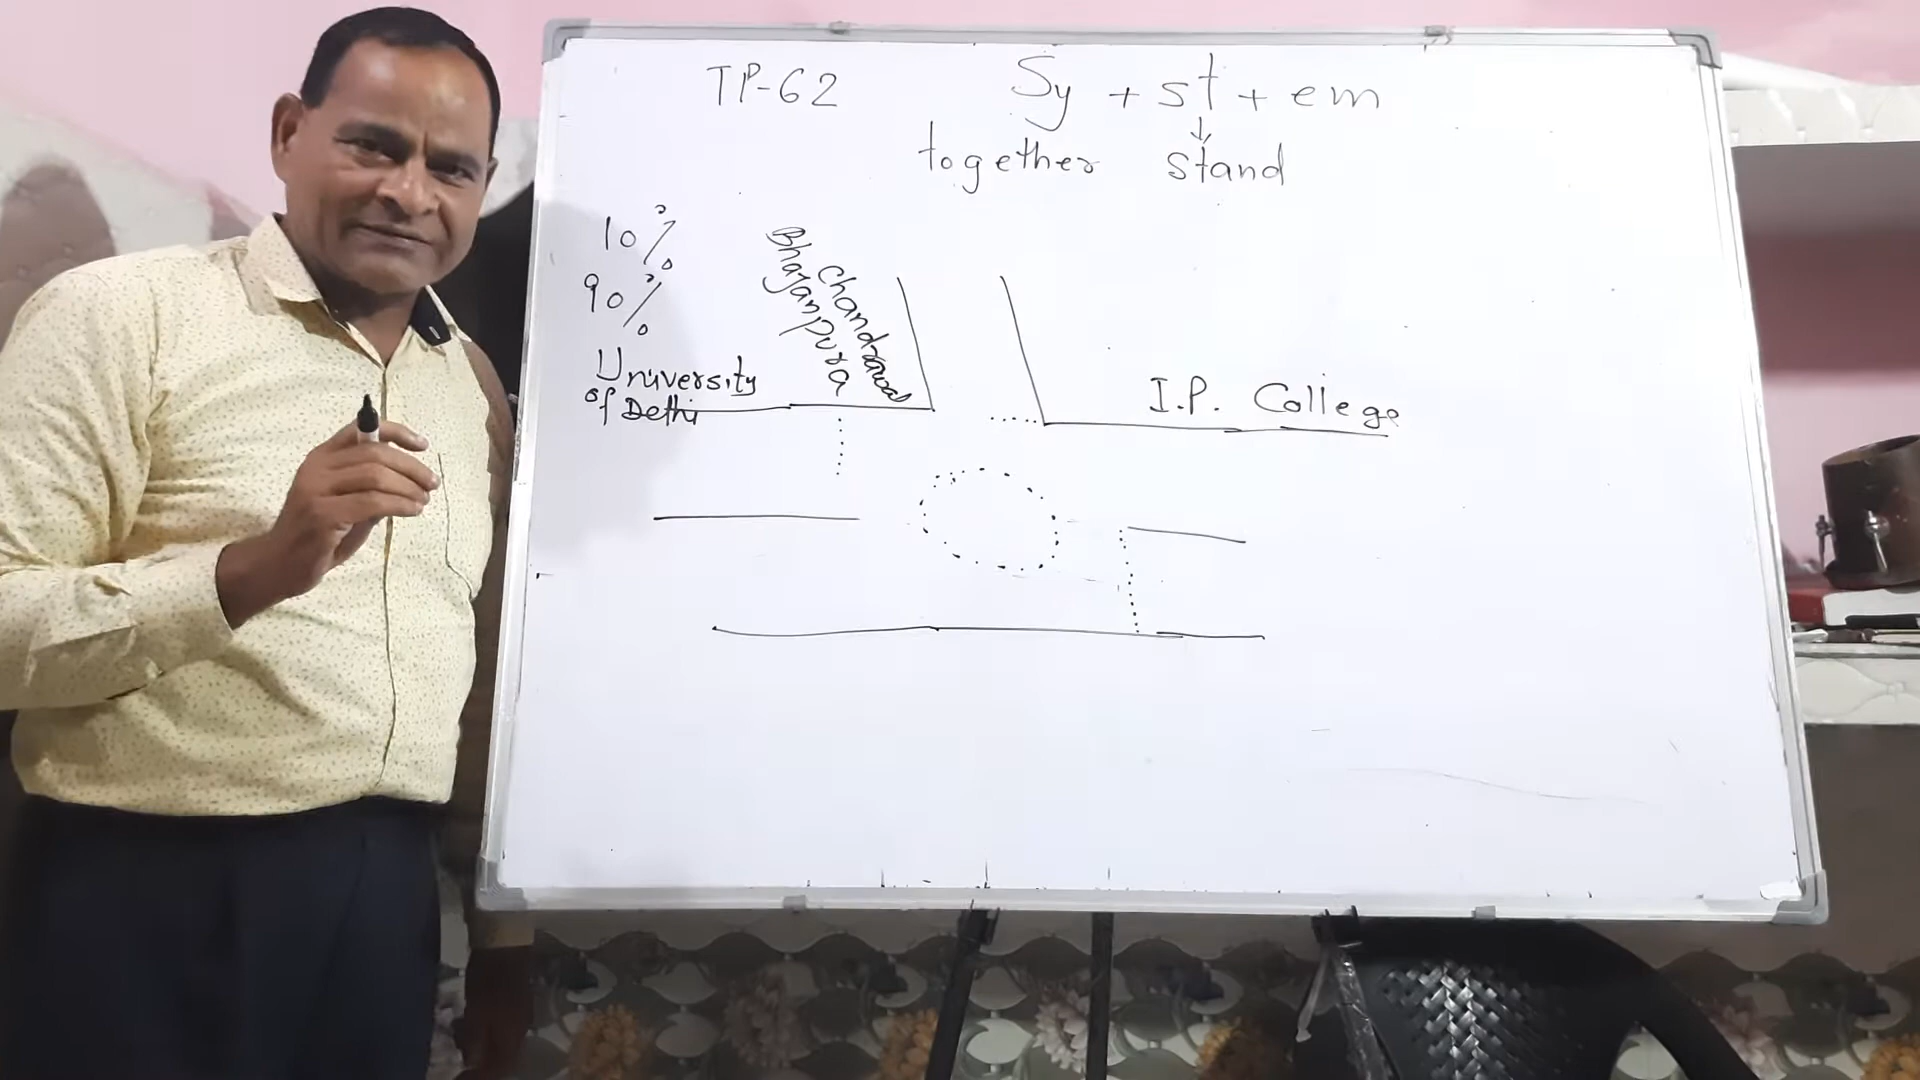 TP-62
Sy + st + em
together stand
10%
90%
Bhajanpura
Chandrawal
University
of Delhi
I.P. College